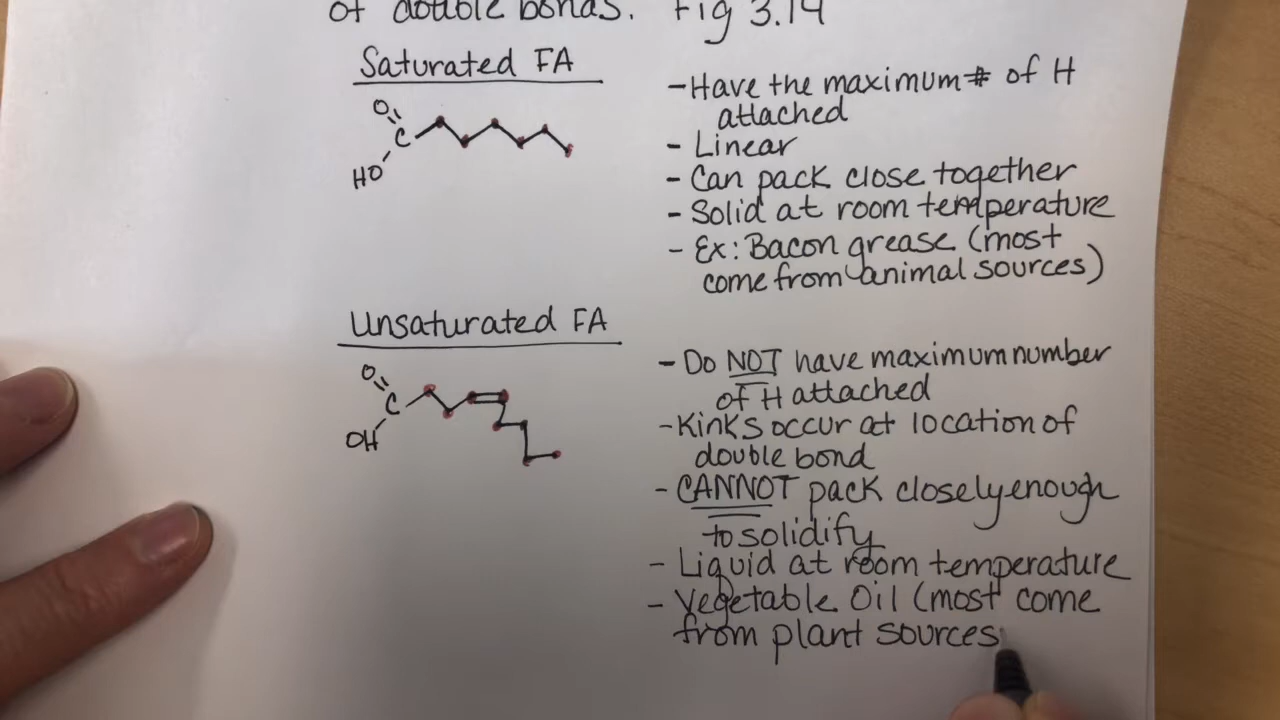 of double bonds. Fig 3.14
Saturated FA
O
C
HO
- Have the maximum # of H
attached
- Linear
- Can pack close together
- Solid at room temperature
- Ex: Bacon grease (most
come from animal sources)
Unsaturated FA
O
C
OH
- Do NOT have maximum number
of H attached
- Kinks occur at location of
double bond
- CANNOT pack closely enough
to solidify
- Liquid at room temperature
- Vegetable Oil (most come
from plant sources